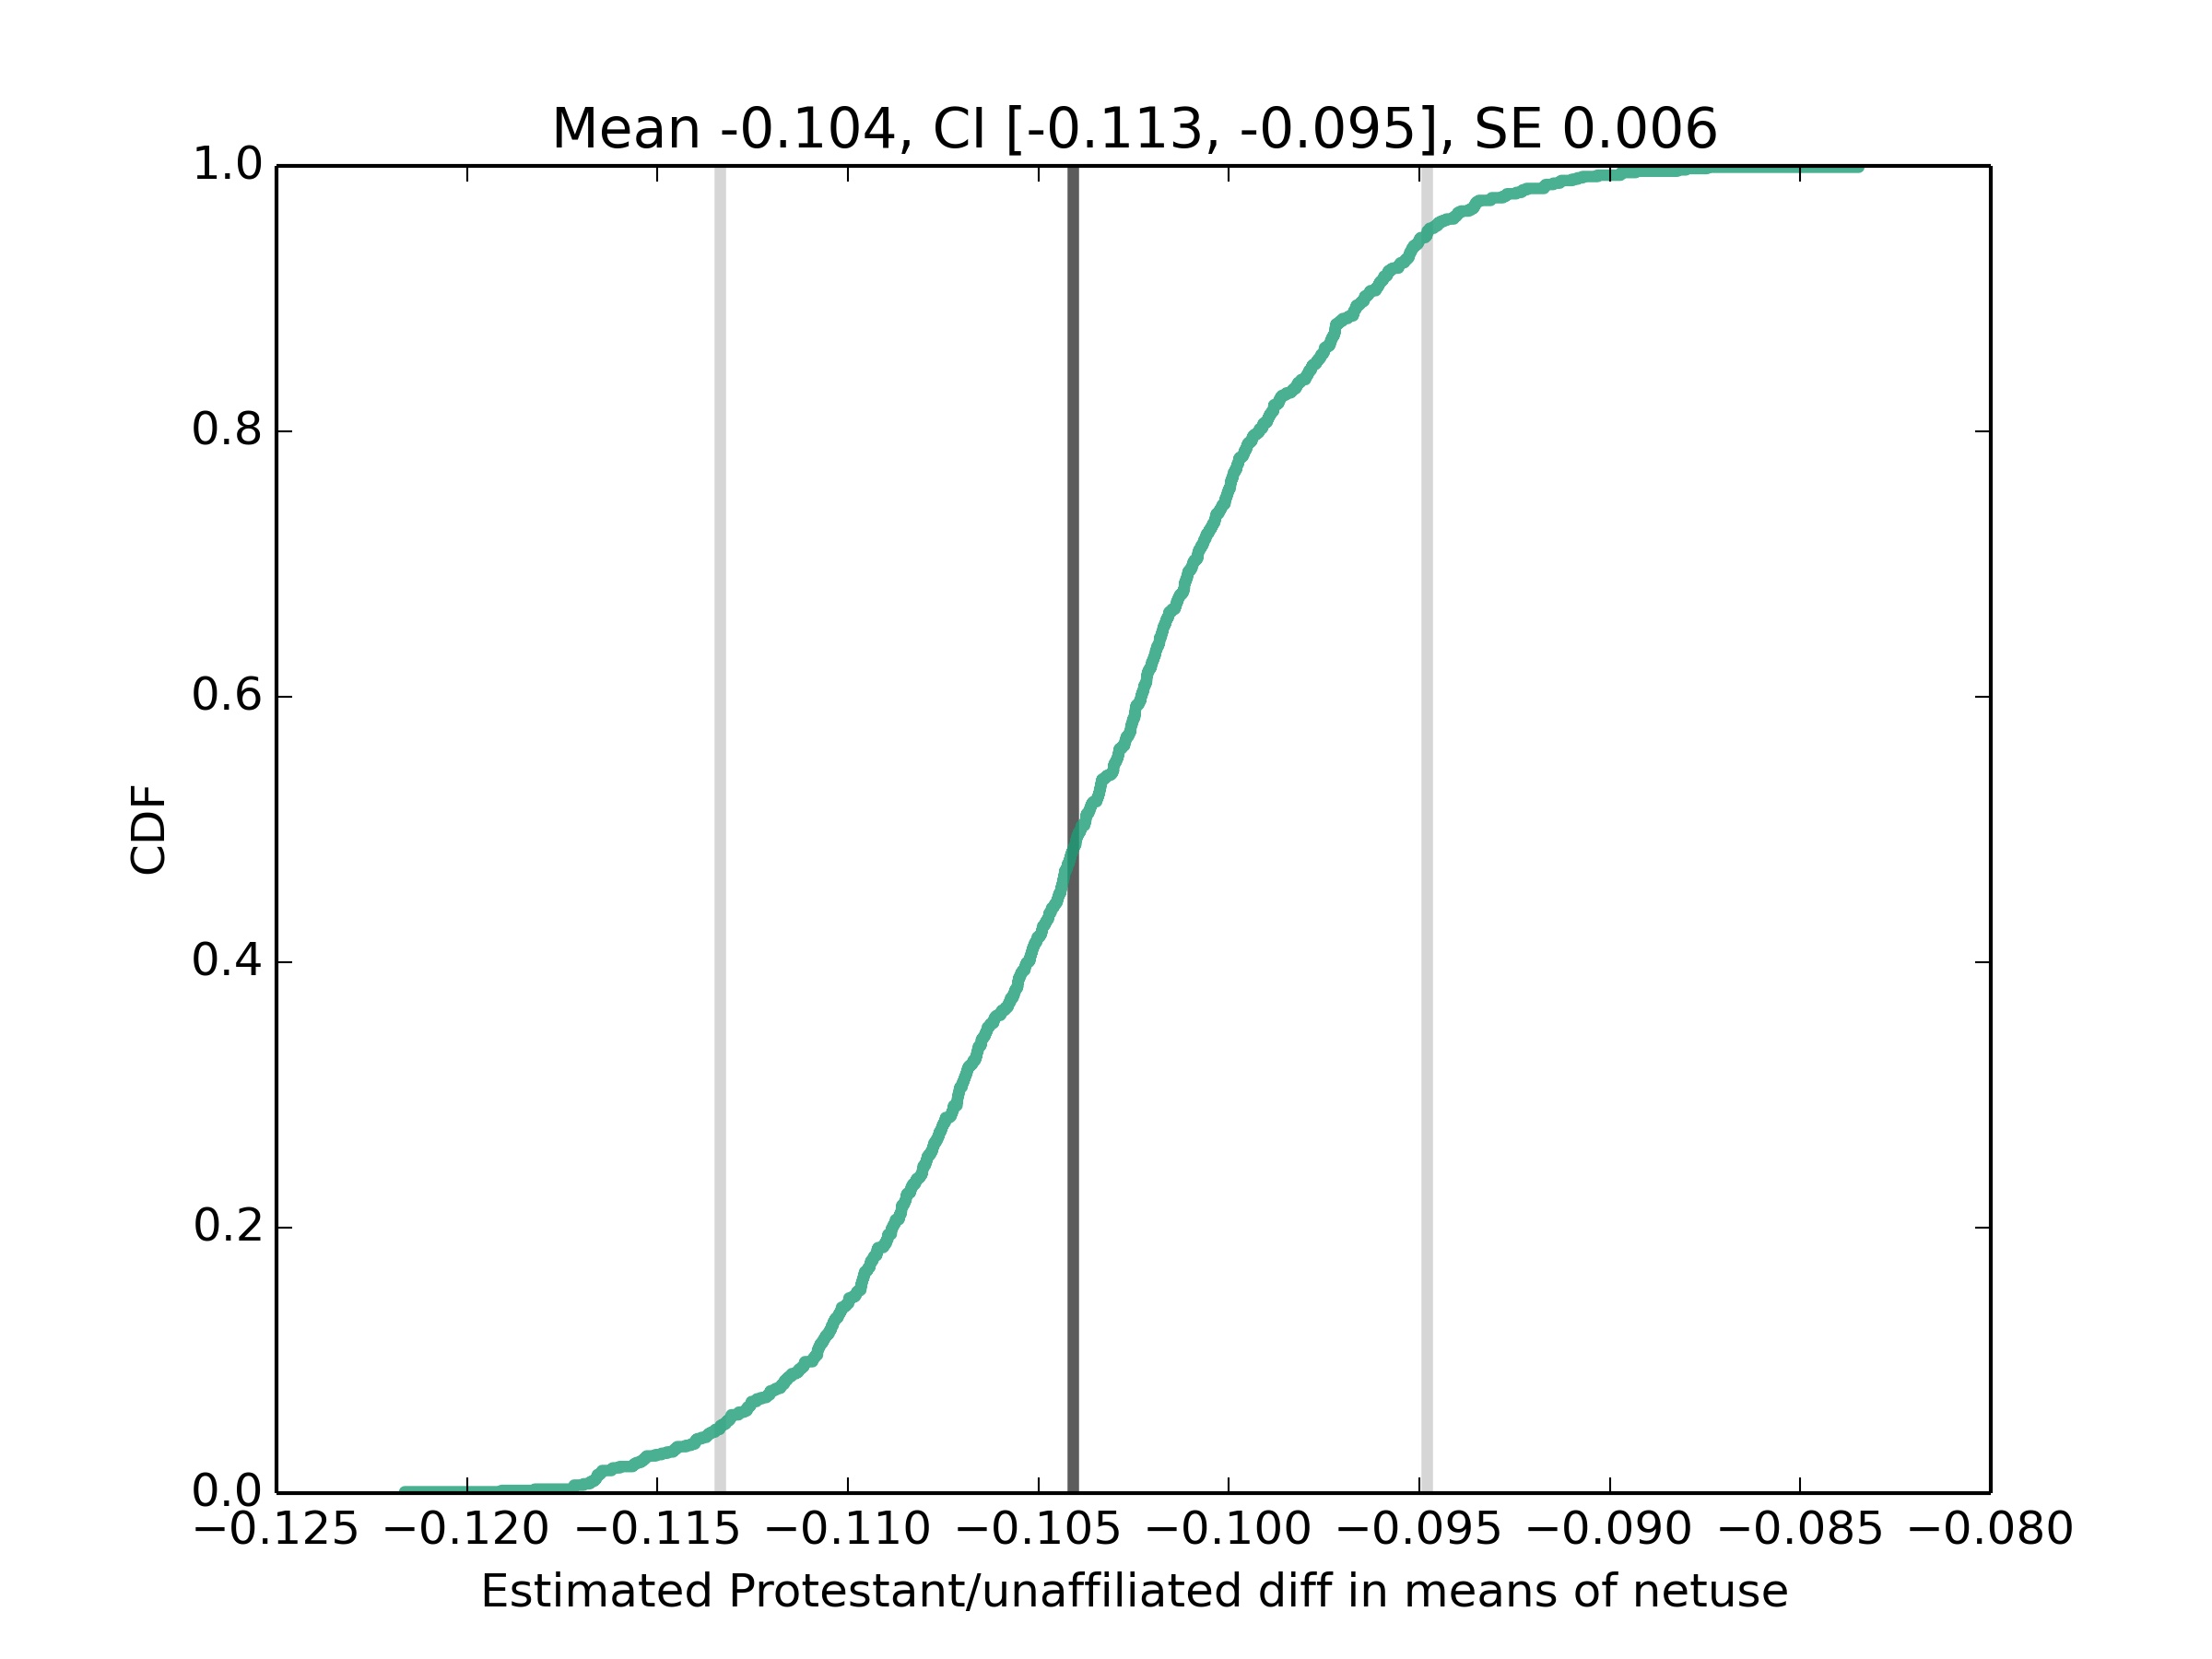 Mean -0.104, CI [-0.113, -0.095], SE 0.006
1.0
0.8
0.6
0.4
0.2
0.0
CDF
−0.125 −0.120 −0.115 −0.110 −0.105 −0.100 −0.095 −0.090 −0.085 −0.080
Estimated Protestant/unaffiliated diff in means of netuse